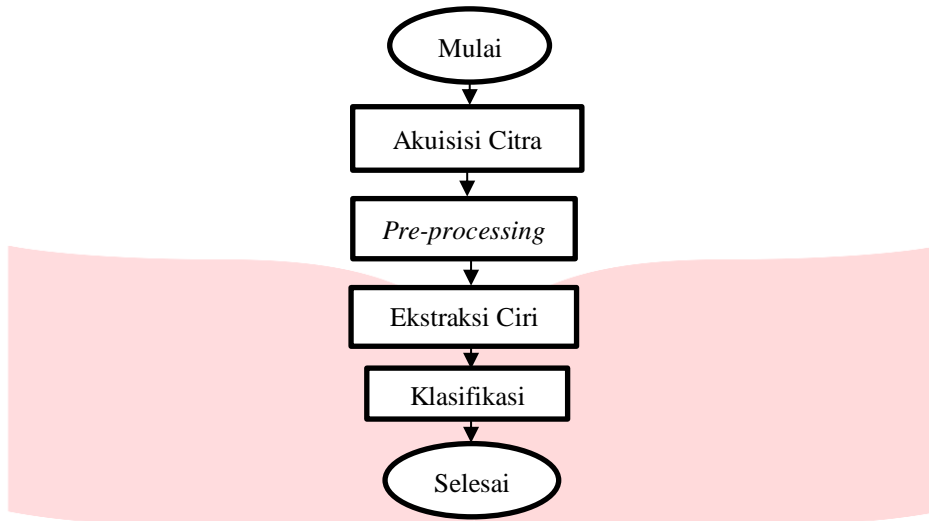 Mulai
Akuisisi Citra
Pre-processing
Ekstraksi Ciri
Klasifikasi
Selesai